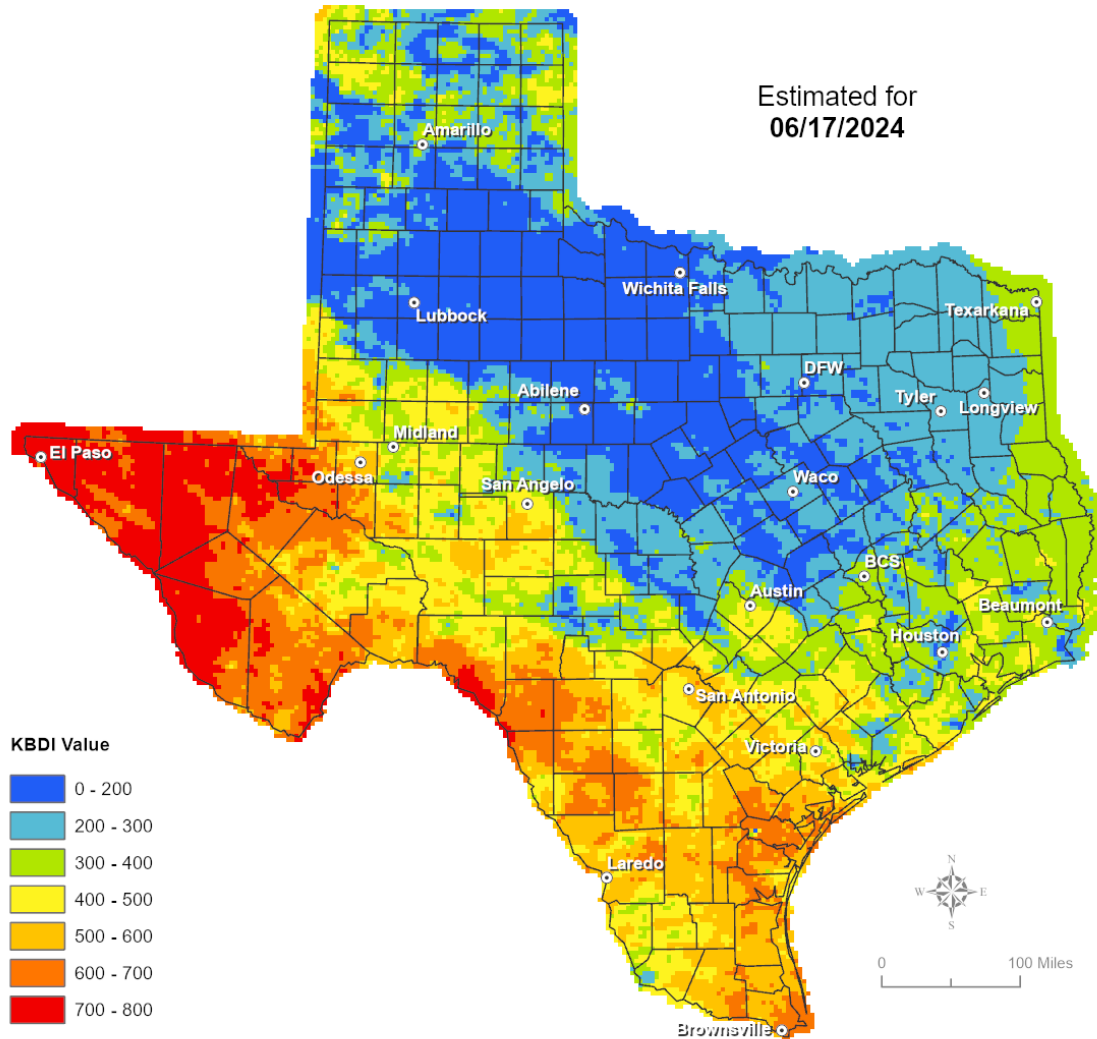 Estimated for
06/17/2024
Amarillo
Wichita Falls
Lubbock
Texarkana
DFW
Abilene
Tyler
Longview
Midland
El Paso
Odessa
San Angelo
Waco
BCS
Austin
Beaumont
Houston
San Antonio
Victoria
Laredo
Brownsville
KBDI Value
0 - 200
200 - 300
300 - 400
400 - 500
500 - 600
600 - 700
700 - 800
N
W E
S
0 100 Miles